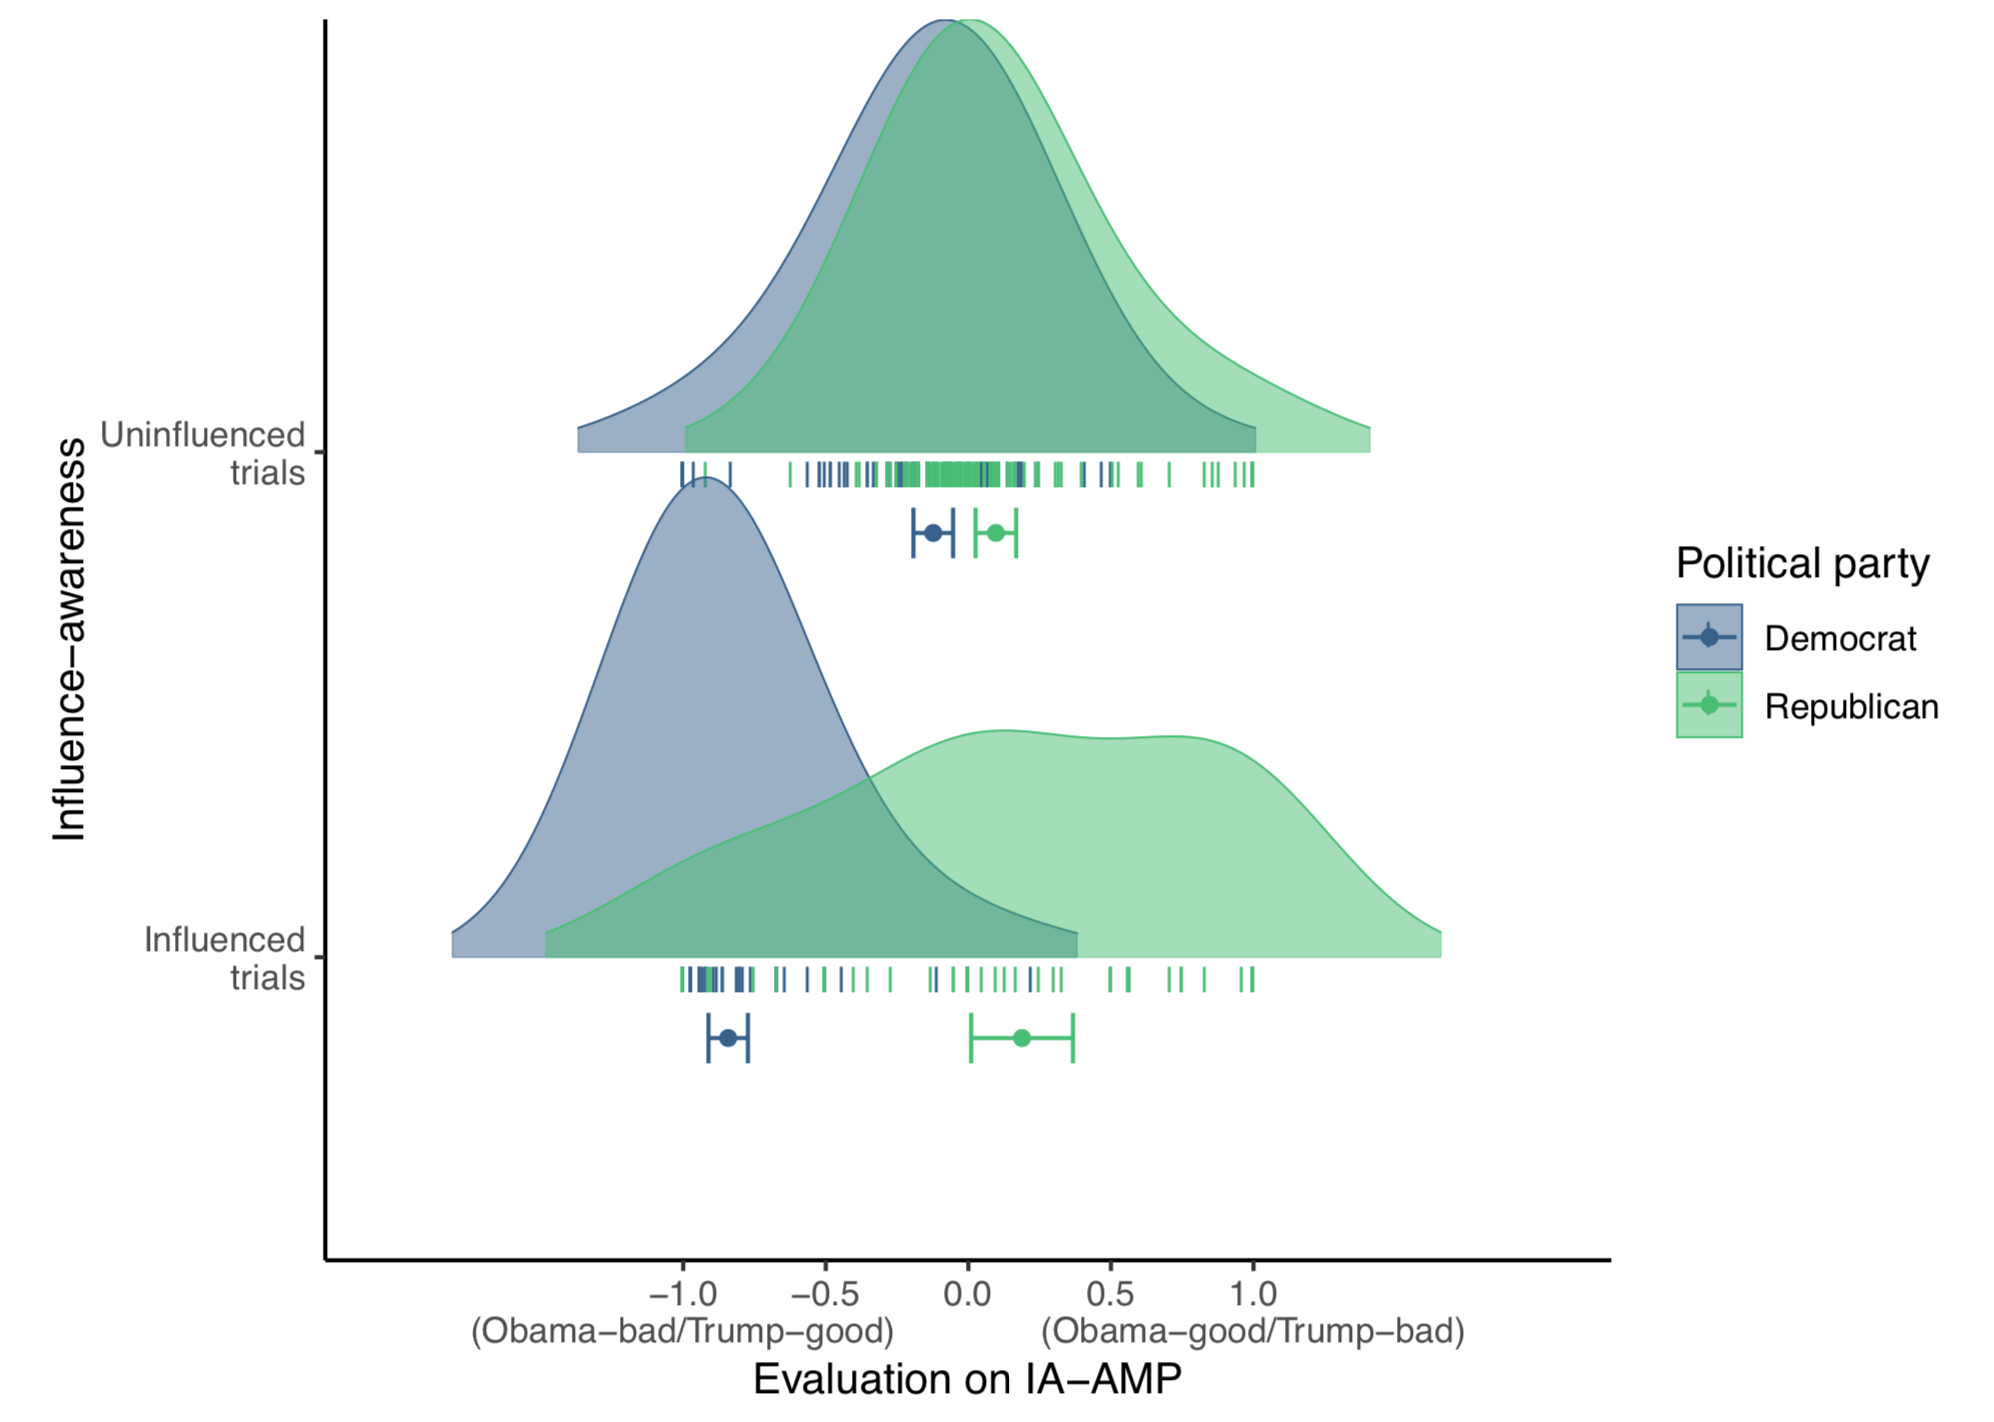 Influence−awareness
Uninfluenced
trials
Influenced
trials
−1.0
(Obama−bad/Trump−good)
−0.5
0.0
0.5
1.0
(Obama−good/Trump−bad)
Evaluation on IA−AMP
Political party
Democrat
Republican